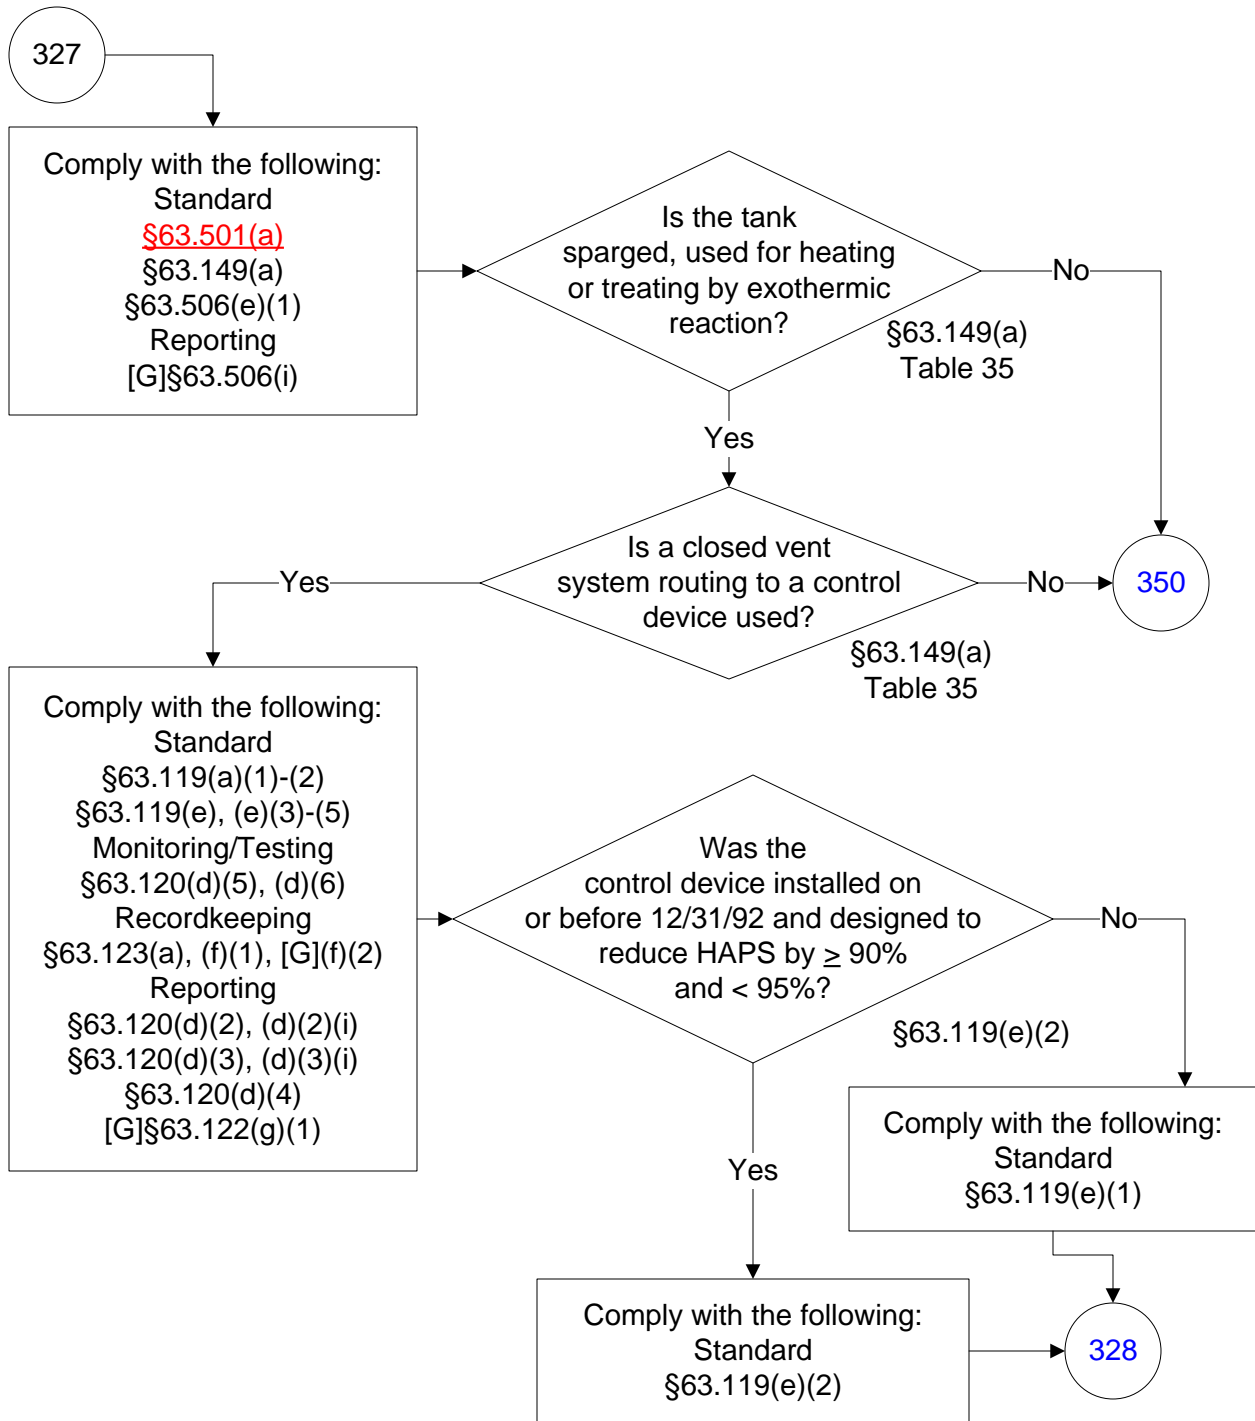 327
Comply with the following:
Standard
§63.501(a)
§63.149(a)
§63.506(e)(1)
Reporting
[G]§63.506(i)
Is the tank
sparged, used for heating
or treating by exothermic
reaction?
No
§63.149(a)
Table 35
Yes
Is a closed vent
system routing to a control
device used?
Yes
No
350
§63.149(a)
Table 35
Comply with the following:
Standard
§63.119(a)(1)-(2)
§63.119(e), (e)(3)-(5)
Monitoring/Testing
§63.120(d)(5), (d)(6)
Recordkeeping
§63.123(a), (f)(1), [G](f)(2)
Reporting
§63.120(d)(2), (d)(2)(i)
§63.120(d)(3), (d)(3)(i)
§63.120(d)(4)
[G]§63.122(g)(1)
Was the
control device installed on
or before 12/31/92 and designed to
reduce HAPS by ≥ 90%
and < 95%?
No
§63.119(e)(2)
Yes
Comply with the following:
Standard
§63.119(e)(1)
Comply with the following:
Standard
§63.119(e)(2)
328